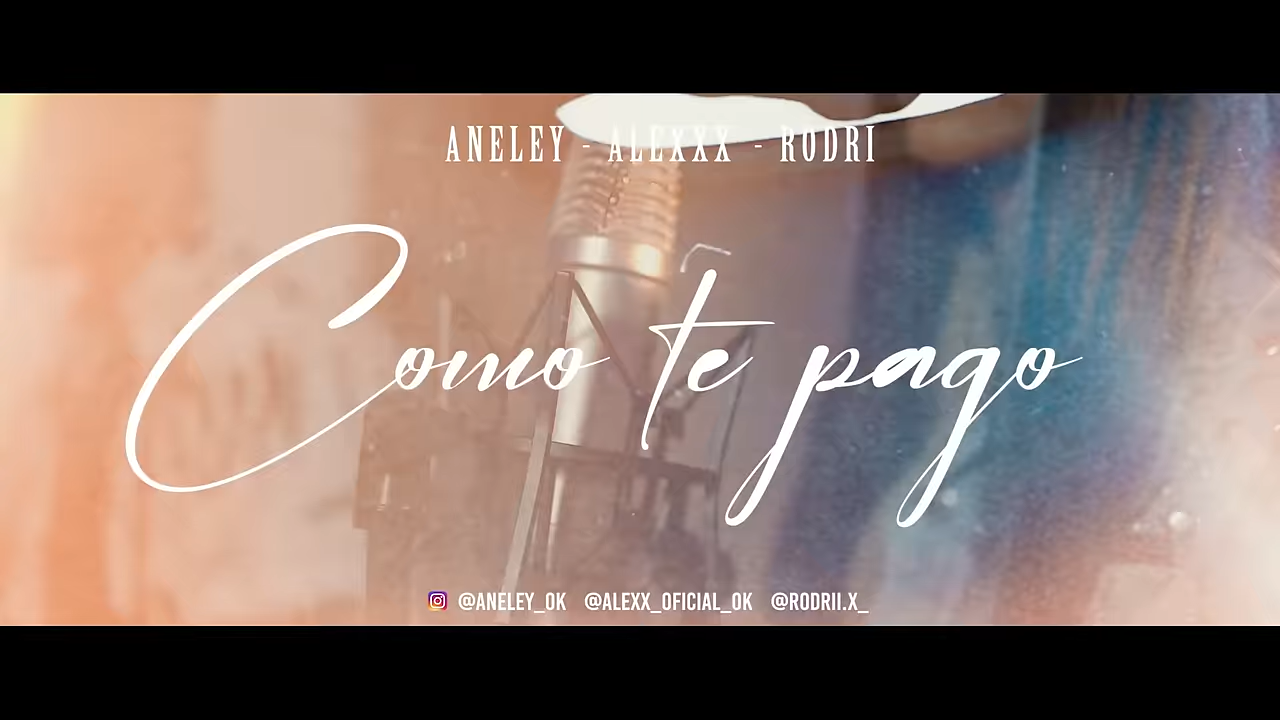 ANELEY - ALEXXX - RODRI
Como te pago
@ANELEY_OK @ALEXX_OFICIAL_OK @RODRII.X_